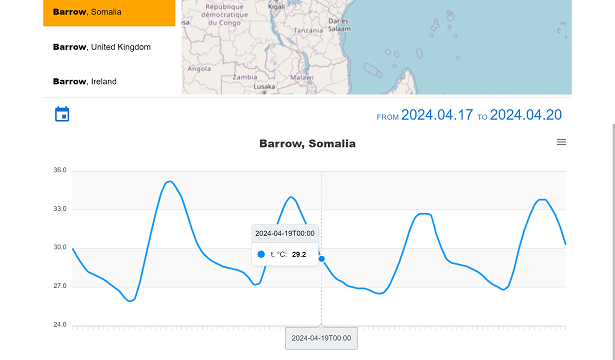 Barrow, Somalia
Barrow, United Kingdom
Barrow, Ireland
République
démocratique
du Congo
Kigali
Tanzania
Dar es
Salaam
Angola
Zambia
Malawi
Lusaka
FROM 2024.04.17 TO 2024.04.20
Barrow, Somalia
36.0
33.0
30.0
27.0
24.0
2024-04-19T00:00
t, °C: 29.2
2024-04-19T00:00